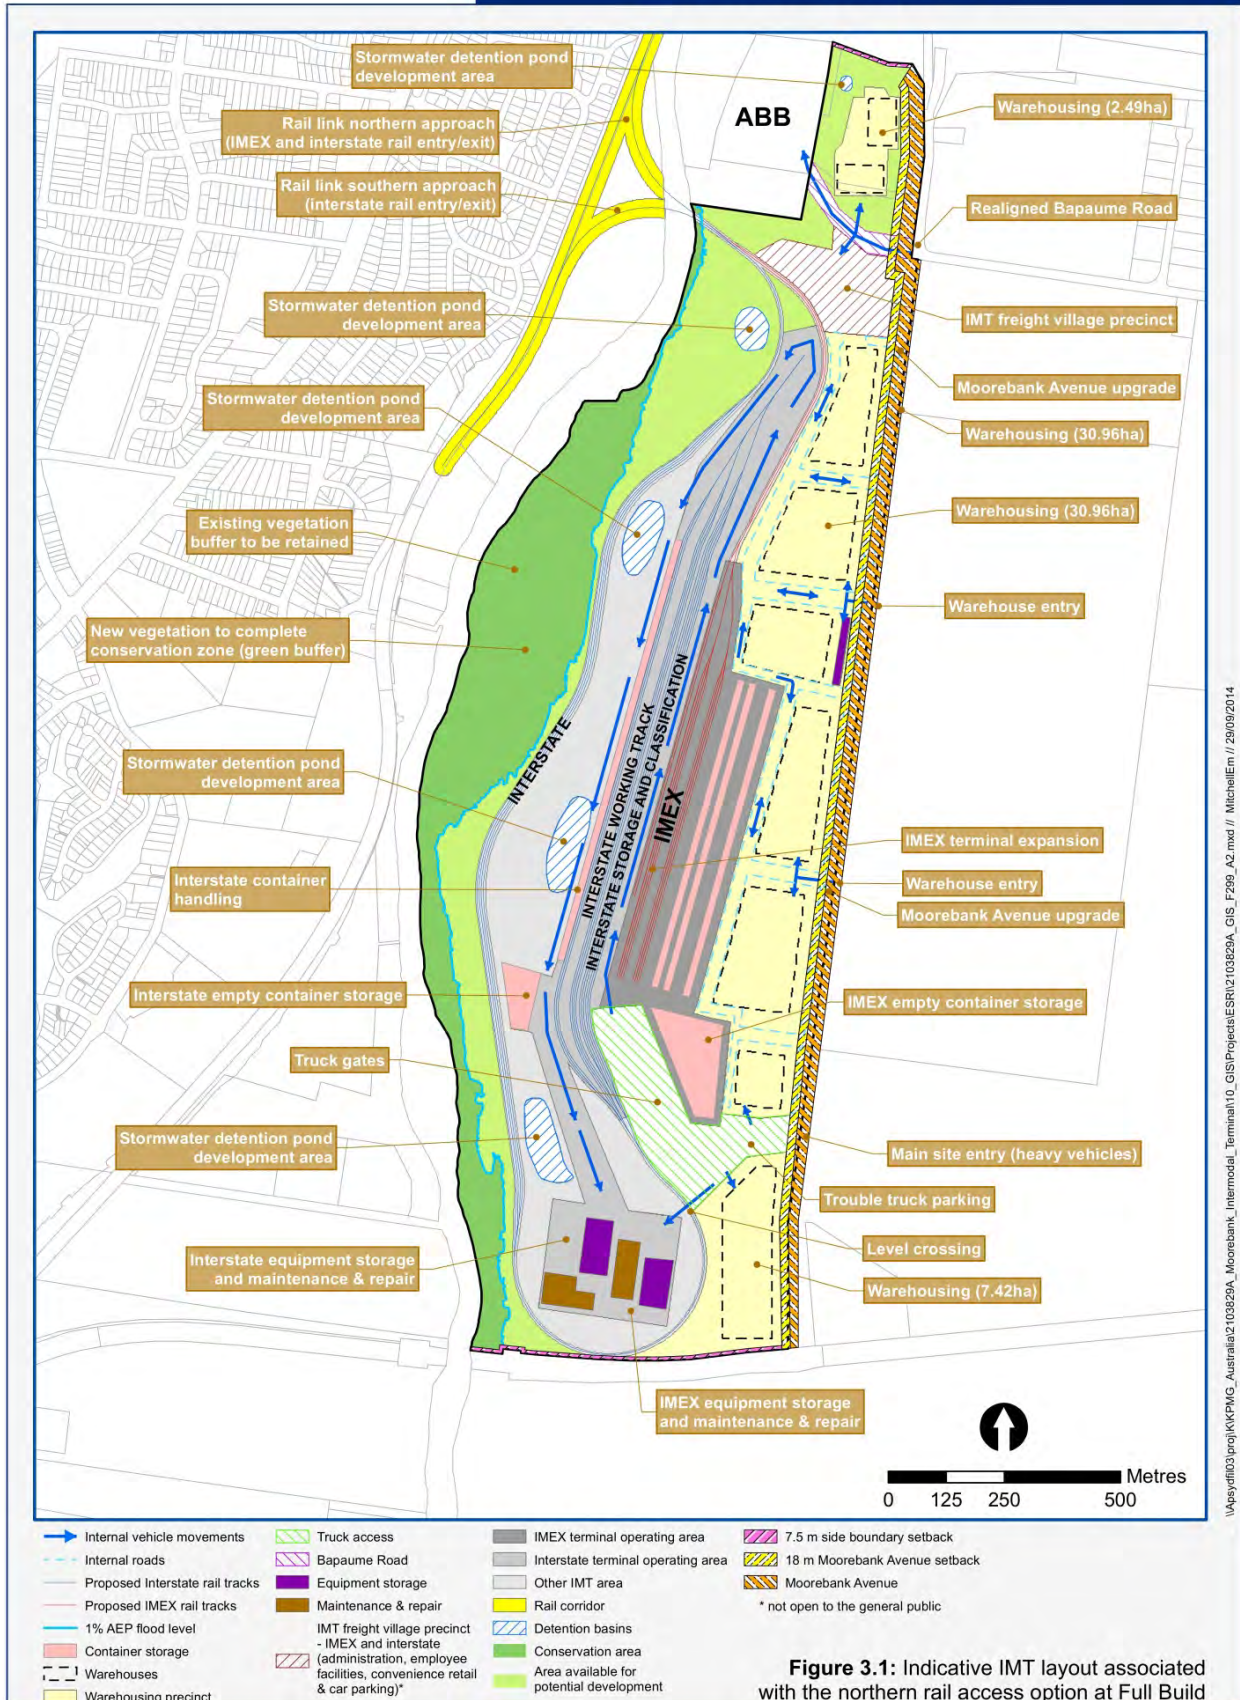 Stormwater detention pond
development area
ABB
Warehousing (2.49ha)
Rail link northern approach
(IMEX and interstate rail entry/exit)
Rail link southern approach
(interstate rail entry/exit)
Realigned Bapaume Road
Stormwater detention pond
development area
IMT freight village precinct
Moorebank Avenue upgrade
Stormwater detention pond
development area
Warehousing (30.96ha)
Existing vegetation
buffer to be retained
Warehousing (30.96ha)
Warehouse entry
New vegetation to complete
conservation zone (green buffer)
INTERSTATE
INTERSTATE WORKING TRACK
INTERSTATE STORAGE AND CLASSIFICATION
IMEX
Stormwater detention pond
development area
IMEX terminal expansion
Interstate container
handling
Warehouse entry
Moorebank Avenue upgrade
Interstate empty container storage
IMEX empty container storage
Truck gates
Stormwater detention pond
development area
Main site entry (heavy vehicles)
Trouble truck parking
Interstate equipment storage
and maintenance & repair
Level crossing
Warehousing (7.42ha)
IMEX equipment storage
and maintenance & repair
Metres
0 125 250 500
\\Apsydfil03\proj\K\KPMG_Australia\2103829A_Moorebank_Intermodal_Terminal\10_GIS\Projects\ESRI\2103829A_GIS_F299_A2.mxd // MitchellEm // 29/09/2014
Internal vehicle movements
Internal roads
Proposed Interstate rail tracks
Proposed IMEX rail tracks
1% AEP flood level
Container storage
Warehouses
Warehousing precinct
Truck access
Bapaume Road
Equipment storage
Maintenance & repair
IMT freight village precinct
- IMEX and interstate
(administration, employee
facilities, convenience retail
& car parking)*
IMEX terminal operating area
Interstate terminal operating area
Other IMT area
Rail corridor
Detention basins
Conservation area
Area available for
potential development
7.5 m side boundary setback
18 m Moorebank Avenue setback
Moorebank Avenue
* not open to the general public
Figure 3.1: Indicative IMT layout associated
with the northern rail access option at Full Build